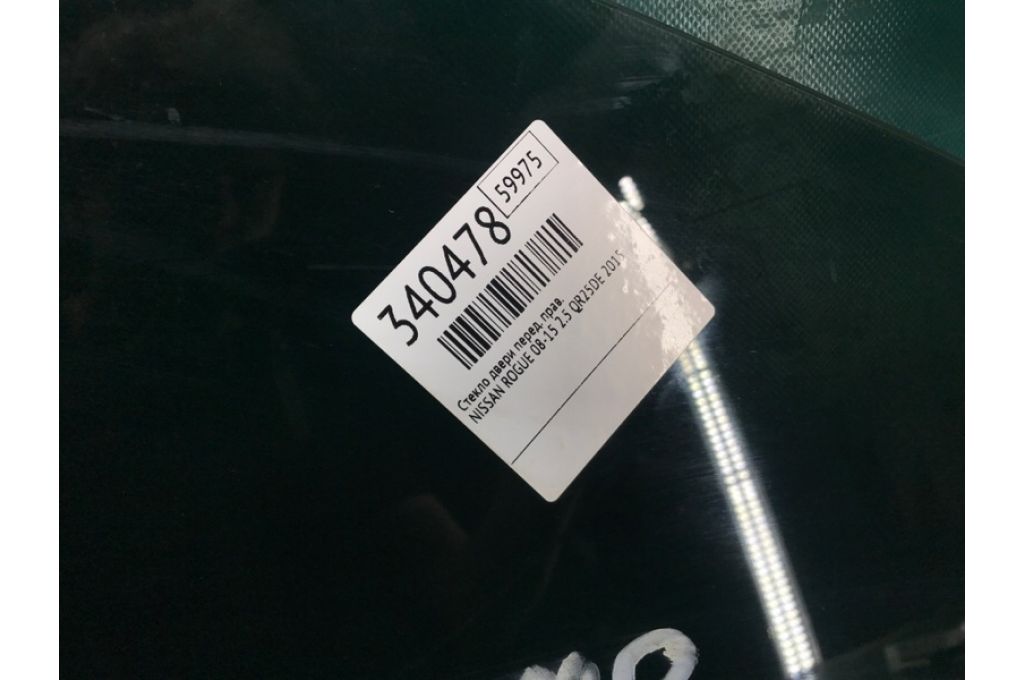 340478
59975
Стекло двери перед. прав.
NISSAN ROGUE 08-15 2.5 QR25DE 2015